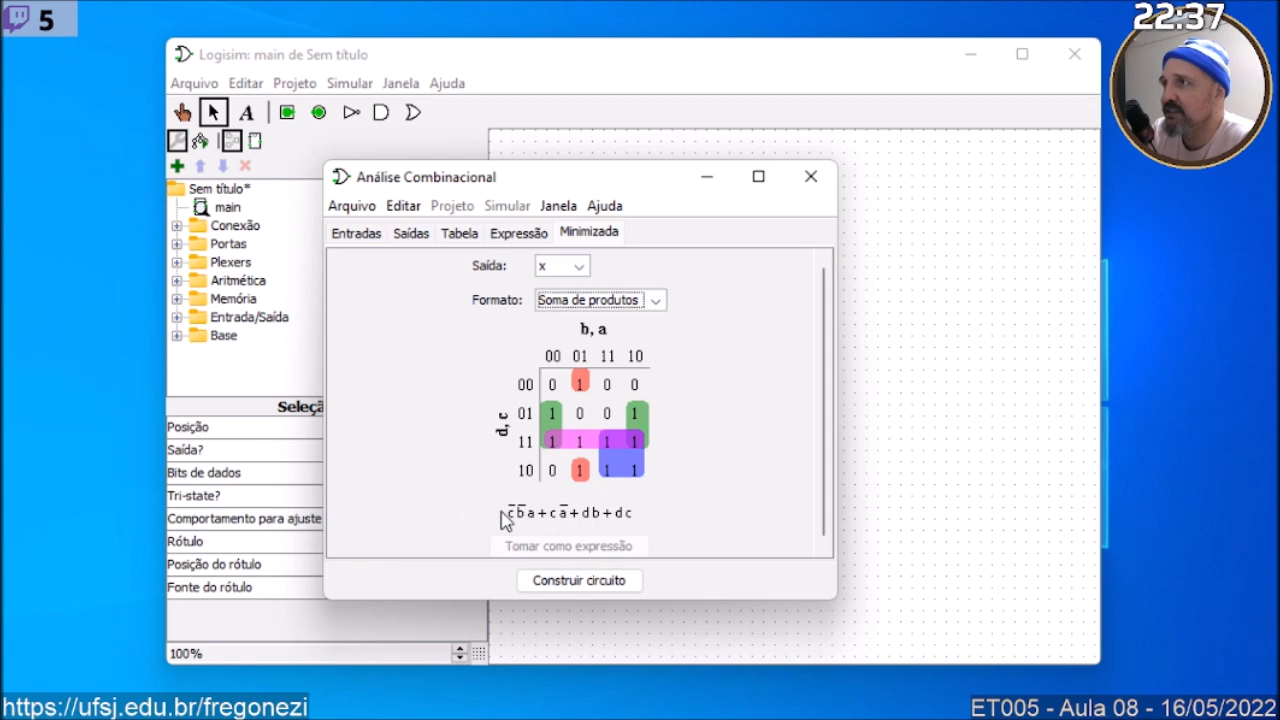 5
22:37
Logisim: main de Sem título
Arquivo Editar Projeto Simular Janela Ajuda
A
Sem título*
main
Conexão
Portas
Plexers
Aritmética
Memória
Entrada/Saída
Base
Seleçã
Posição
Saída?
Bits de dados
Tri-state?
Comportamento para ajuste
Rótulo
Posição do rótulo
Fonte do rótulo
100%
Análise Combinacional
Arquivo Editar Projeto Simular Janela Ajuda
Entradas Saídas Tabela Expressão Minimizada
Saída: x
Formato: Soma de produtos
b, a
00 01 11 10
d, c
00 0 1 0 0
01 1 0 0 1
11 1 1 1 1
10 0 1 1 1
c̅ b̅ a + c a̅ + d b + d c
Tomar como expressão
Construir circuito
https://ufsj.edu.br/fregonezi
ET005 - Aula 08 - 16/05/2022